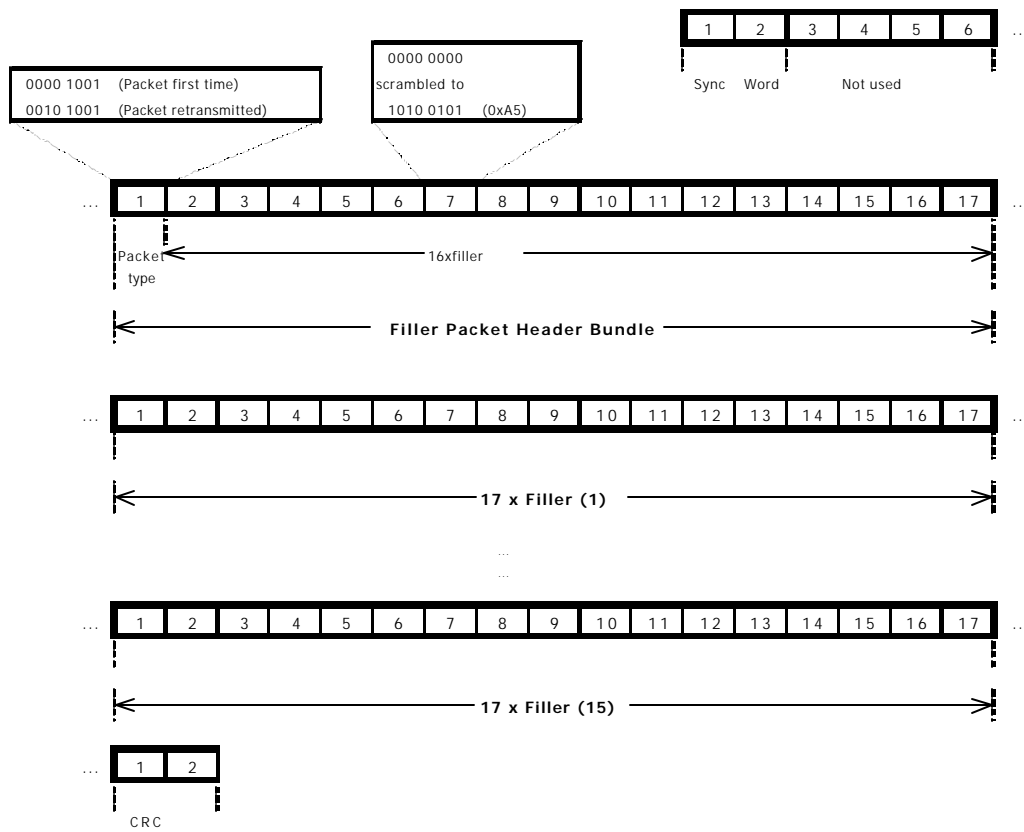 1 2 3 4 5 6 ..
Sync Word Not used
0000 0000
scrambled to
1010 0101 (0xA5)
0000 1001 (Packet first time)
0010 1001 (Packet retransmitted)
... 1 2 3 4 5 6 7 8 9 10 11 12 13 14 15 16 17 ..
Packet
type
16xfiller
Filler Packet Header Bundle
... 1 2 3 4 5 6 7 8 9 10 11 12 13 14 15 16 17 ..
17 x Filler (1)
...
...
... 1 2 3 4 5 6 7 8 9 10 11 12 13 14 15 16 17 ..
17 x Filler (15)
... 1 2
CRC